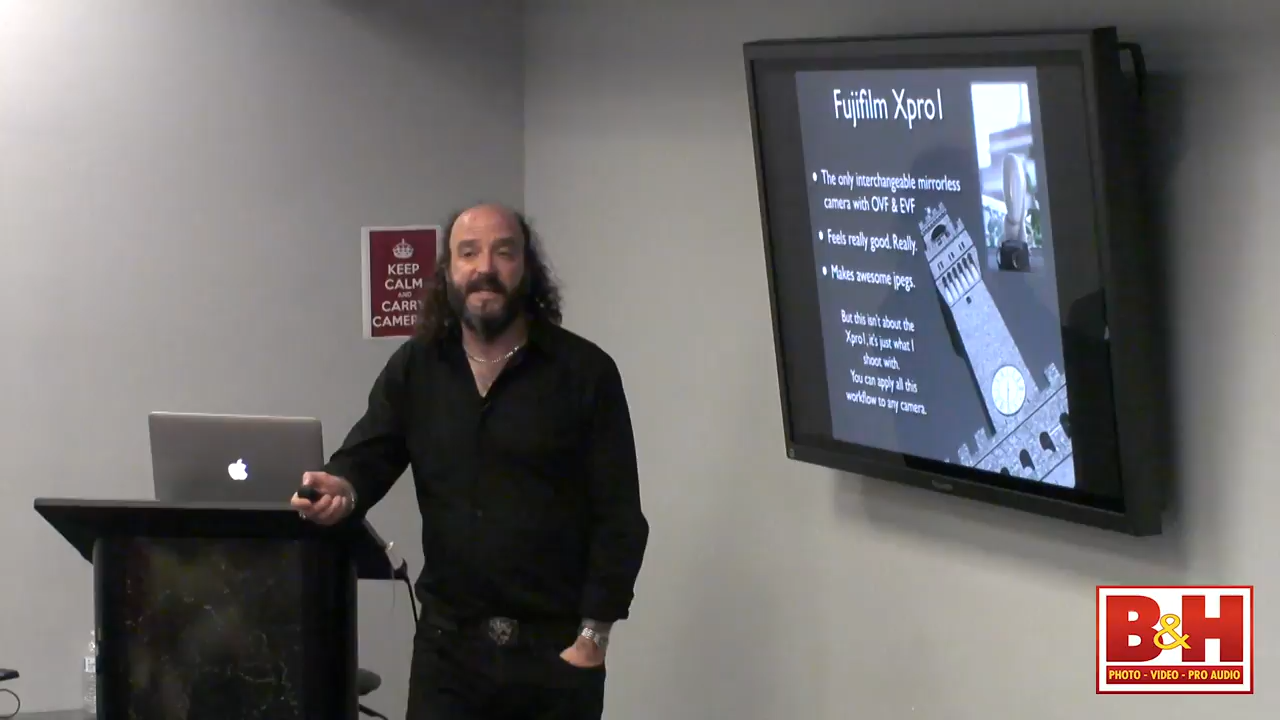 Fujifilm Xpro1
• The only interchangeable mirrorless
camera with OVF & EVF
• Feels really good. Really.
• Makes awesome jpegs.
But this isn't about the
Xpro1, it's just what I
shoot with.
You can apply all this
workflow to any camera.
KEEP
CALM
AND
CARRY
CAMER
B&H
PHOTO - VIDEO - PRO AUDIO